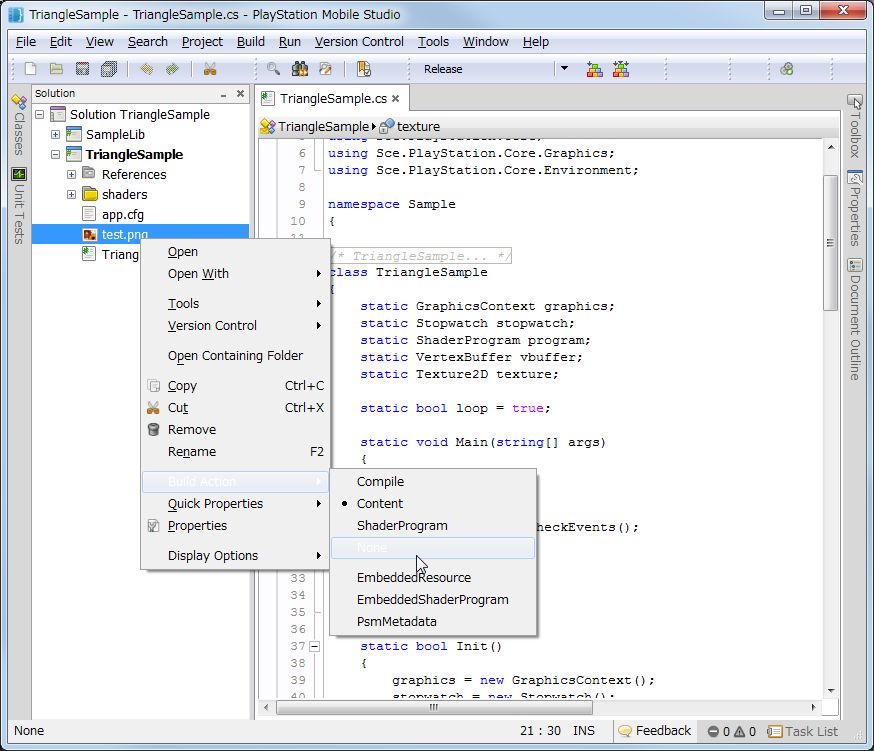 TriangleSample - TriangleSample.cs - PlayStation Mobile Studio
File Edit View Search Project Build Run Version Control Tools Window Help
Release
Classes
Unit Tests
Solution
Solution TriangleSample
SampleLib
TriangleSample
References
shaders
app.cfg
test.png
Triang
Open
Open With
Tools
Version Control
Open Containing Folder
Copy Ctrl+C
Cut Ctrl+X
Remove
Rename F2
Build Action
Quick Properties
Properties
Display Options
Compile
Content
ShaderProgram
None
EmbeddedResource
EmbeddedShaderProgram
PsmMetadata
TriangleSample.cs
TriangleSample texture
6 using Sce.PlayStation.Core.Graphics;
7 using Sce.PlayStation.Core.Environment;
8
9 namespace Sample
10 {
11
/* TriangleSample... */
class TriangleSample
{
static GraphicsContext graphics;
static Stopwatch stopwatch;
static ShaderProgram program;
static VertexBuffer vbuffer;
static Texture2D texture;
static bool loop = true;
static void Main(string[] args)
{
heckEvents();
33
34
35
36
37 static bool Init()
38 {
39 graphics = new GraphicsContext();
40 stopwatch = new Stopwatch();
Toolbox
Properties
Document Outline
None
21 : 30 INS
Feedback
0 0
Task List